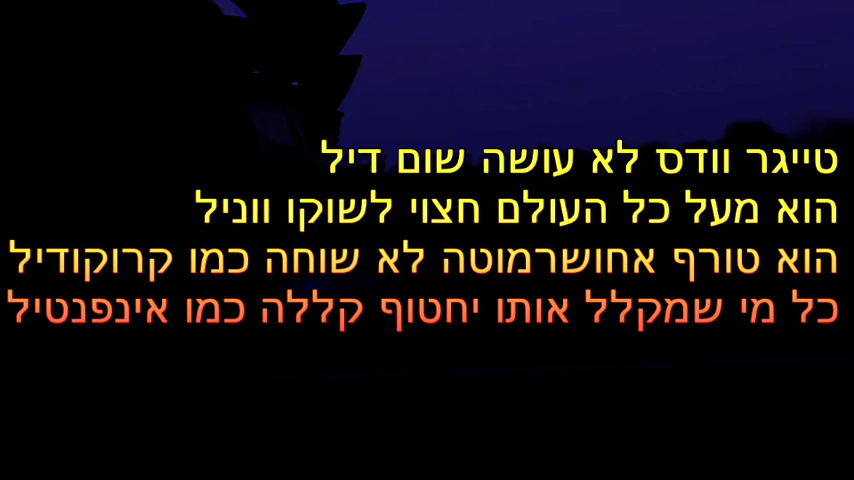 טייגר וודס לא עושה שום דיל
הוא מעל כל העולם חצוי לשוקו ווניל
הוא טורף אחושרמוטה לא שוחה כמו קרוקודיל
כל מי שמקלל אותו יחטוף קללה כמו אינפנטיל